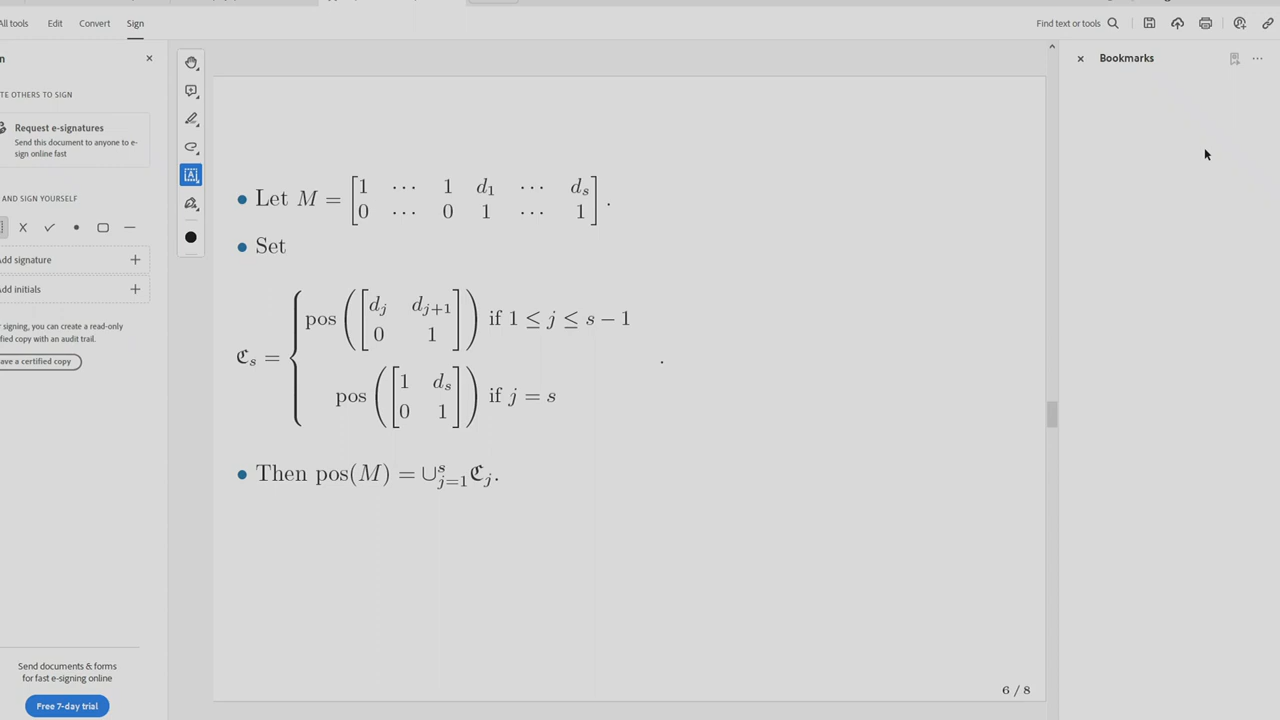 All tools Edit Convert Sign Find text or tools
n Bookmarks
TE OTHERS TO SIGN
Request e-signatures
Send this document to anyone to e-
sign online fast
AND SIGN YOURSELF
Add signature
Add initials
r signing, you can create a read-only
fied copy with an audit trail.
ave a certified copy
Send documents & forms
for fast e-signing online
Free 7-day trial
• Let M = [1 ⋯ 1 d_1 ⋯ d_s
0 ⋯ 0 1 ⋯ 1] .
• Set
ℭ_s = { pos([d_j d_{j+1}
0 1]) if 1 ≤ j ≤ s − 1
pos([1 d_s
0 1]) if j = s .
• Then pos(M) = ∪_{j=1}^s ℭ_j.
6 / 8